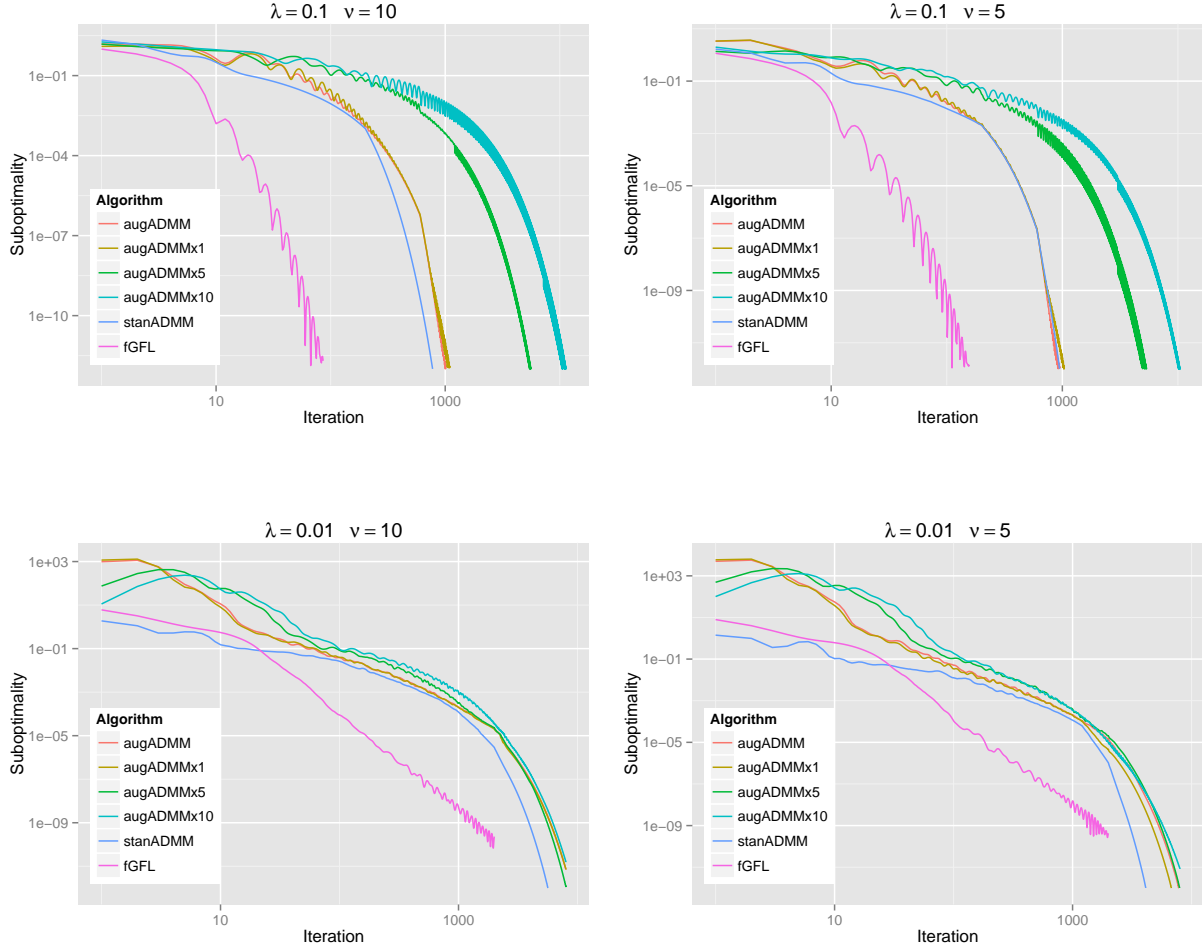 λ = 0.1 ν = 10
Suboptimality
1e−01
1e−04
1e−07
1e−10
Algorithm
augADMM
augADMMx1
augADMMx5
augADMMx10
stanADMM
fGFL
10
1000
Iteration
λ = 0.1 ν = 5
Suboptimality
1e−01
1e−05
1e−09
Algorithm
augADMM
augADMMx1
augADMMx5
augADMMx10
stanADMM
fGFL
10
1000
Iteration
λ = 0.01 ν = 10
Suboptimality
1e+03
1e−01
1e−05
1e−09
Algorithm
augADMM
augADMMx1
augADMMx5
augADMMx10
stanADMM
fGFL
10
1000
Iteration
λ = 0.01 ν = 5
Suboptimality
1e+03
1e−01
1e−05
1e−09
Algorithm
augADMM
augADMMx1
augADMMx5
augADMMx10
stanADMM
fGFL
10
1000
Iteration